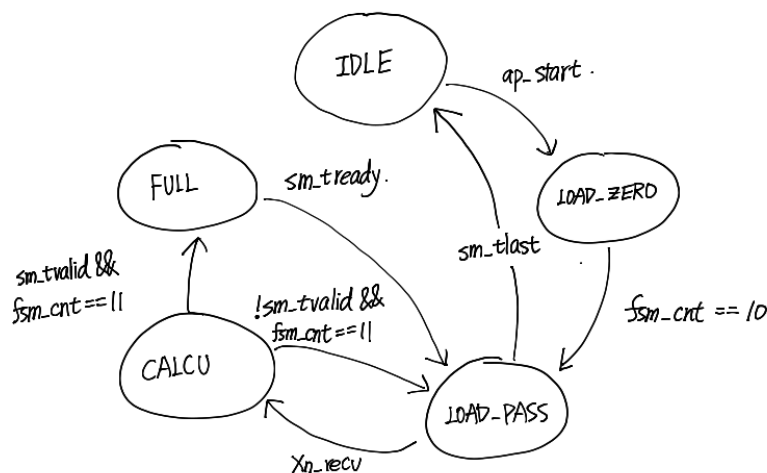 IDLE
ap_start.
FULL
sm_tready.
LOAD_ZERO
sm_tlast
sm_tvalid &&
fsm_cnt==11
!sm_tvalid &&
fsm_cnt==11
fsm_cnt == 10
CALCU
LOAD_PASS
Xn_recv